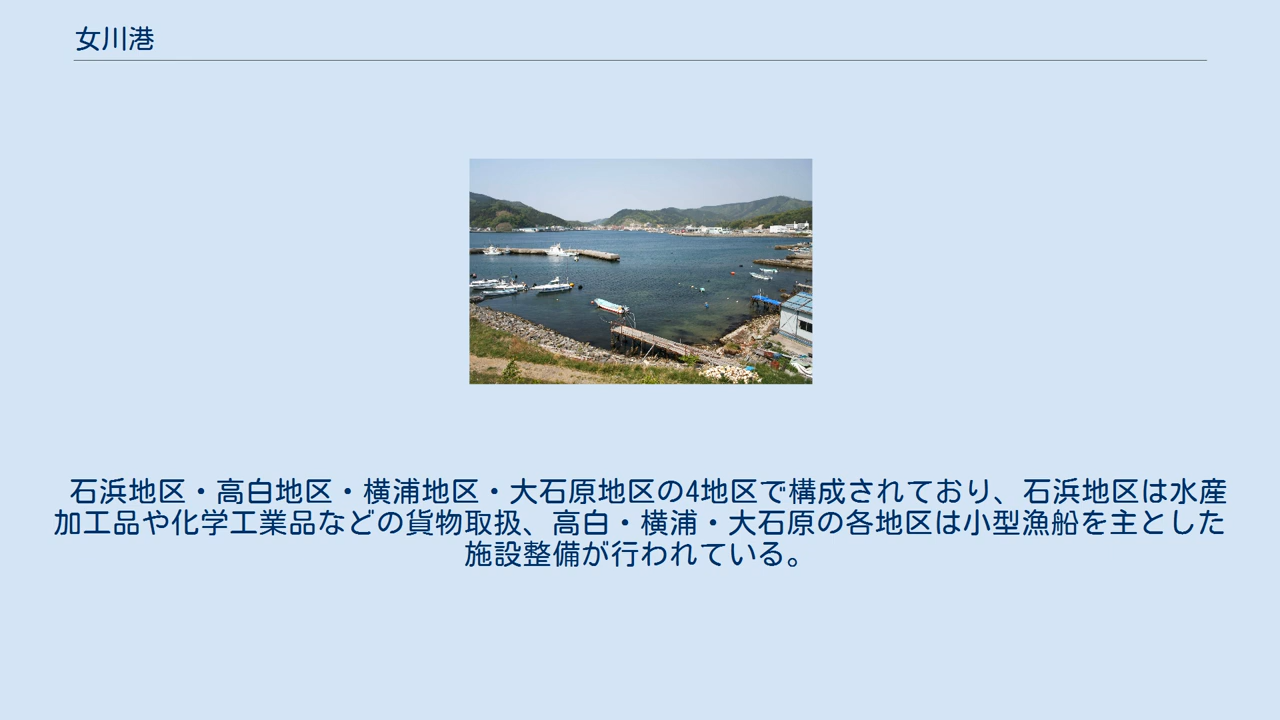 女川港
石浜地区・高白地区・横浦地区・大石原地区の4地区で構成されており、石浜地区は水産
加工品や化学工業品などの貨物取扱、高白・横浦・大石原の各地区は小型漁船を主とした
施設整備が行われている。